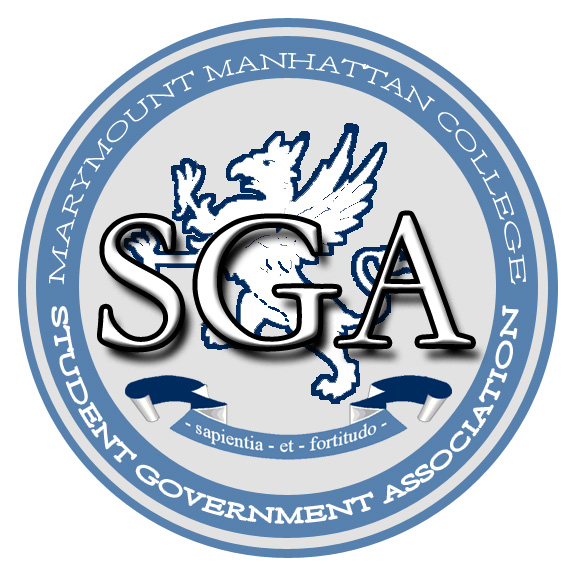 MARYMOUNT MANHATTAN COLLEGE
SGA
- sapientia - et - fortitudo -
STUDENT GOVERNMENT ASSOCIATION